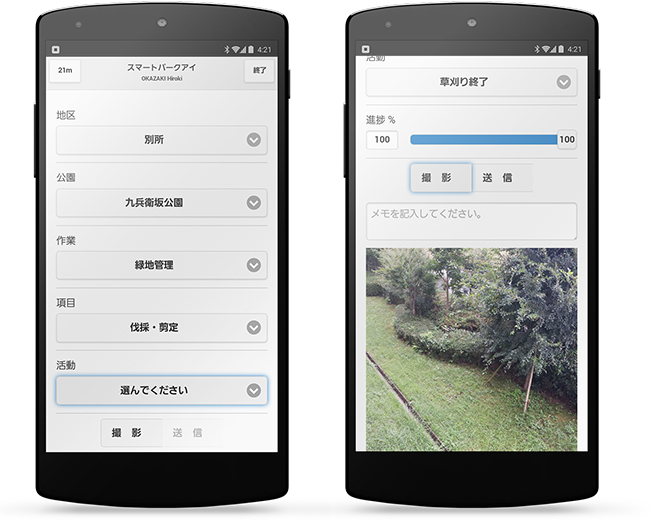 4:21
21m
スマートパークアイ
終了
OKAZAKI Hiroki
地区
別所
公園
九兵衛坂公園
作業
緑地管理
項目
伐採・剪定
活動
選んでください
撮 影
送 信
4:21
活動
草刈り終了
進捗 %
100
100
撮 影
送 信
メモを記入してください。